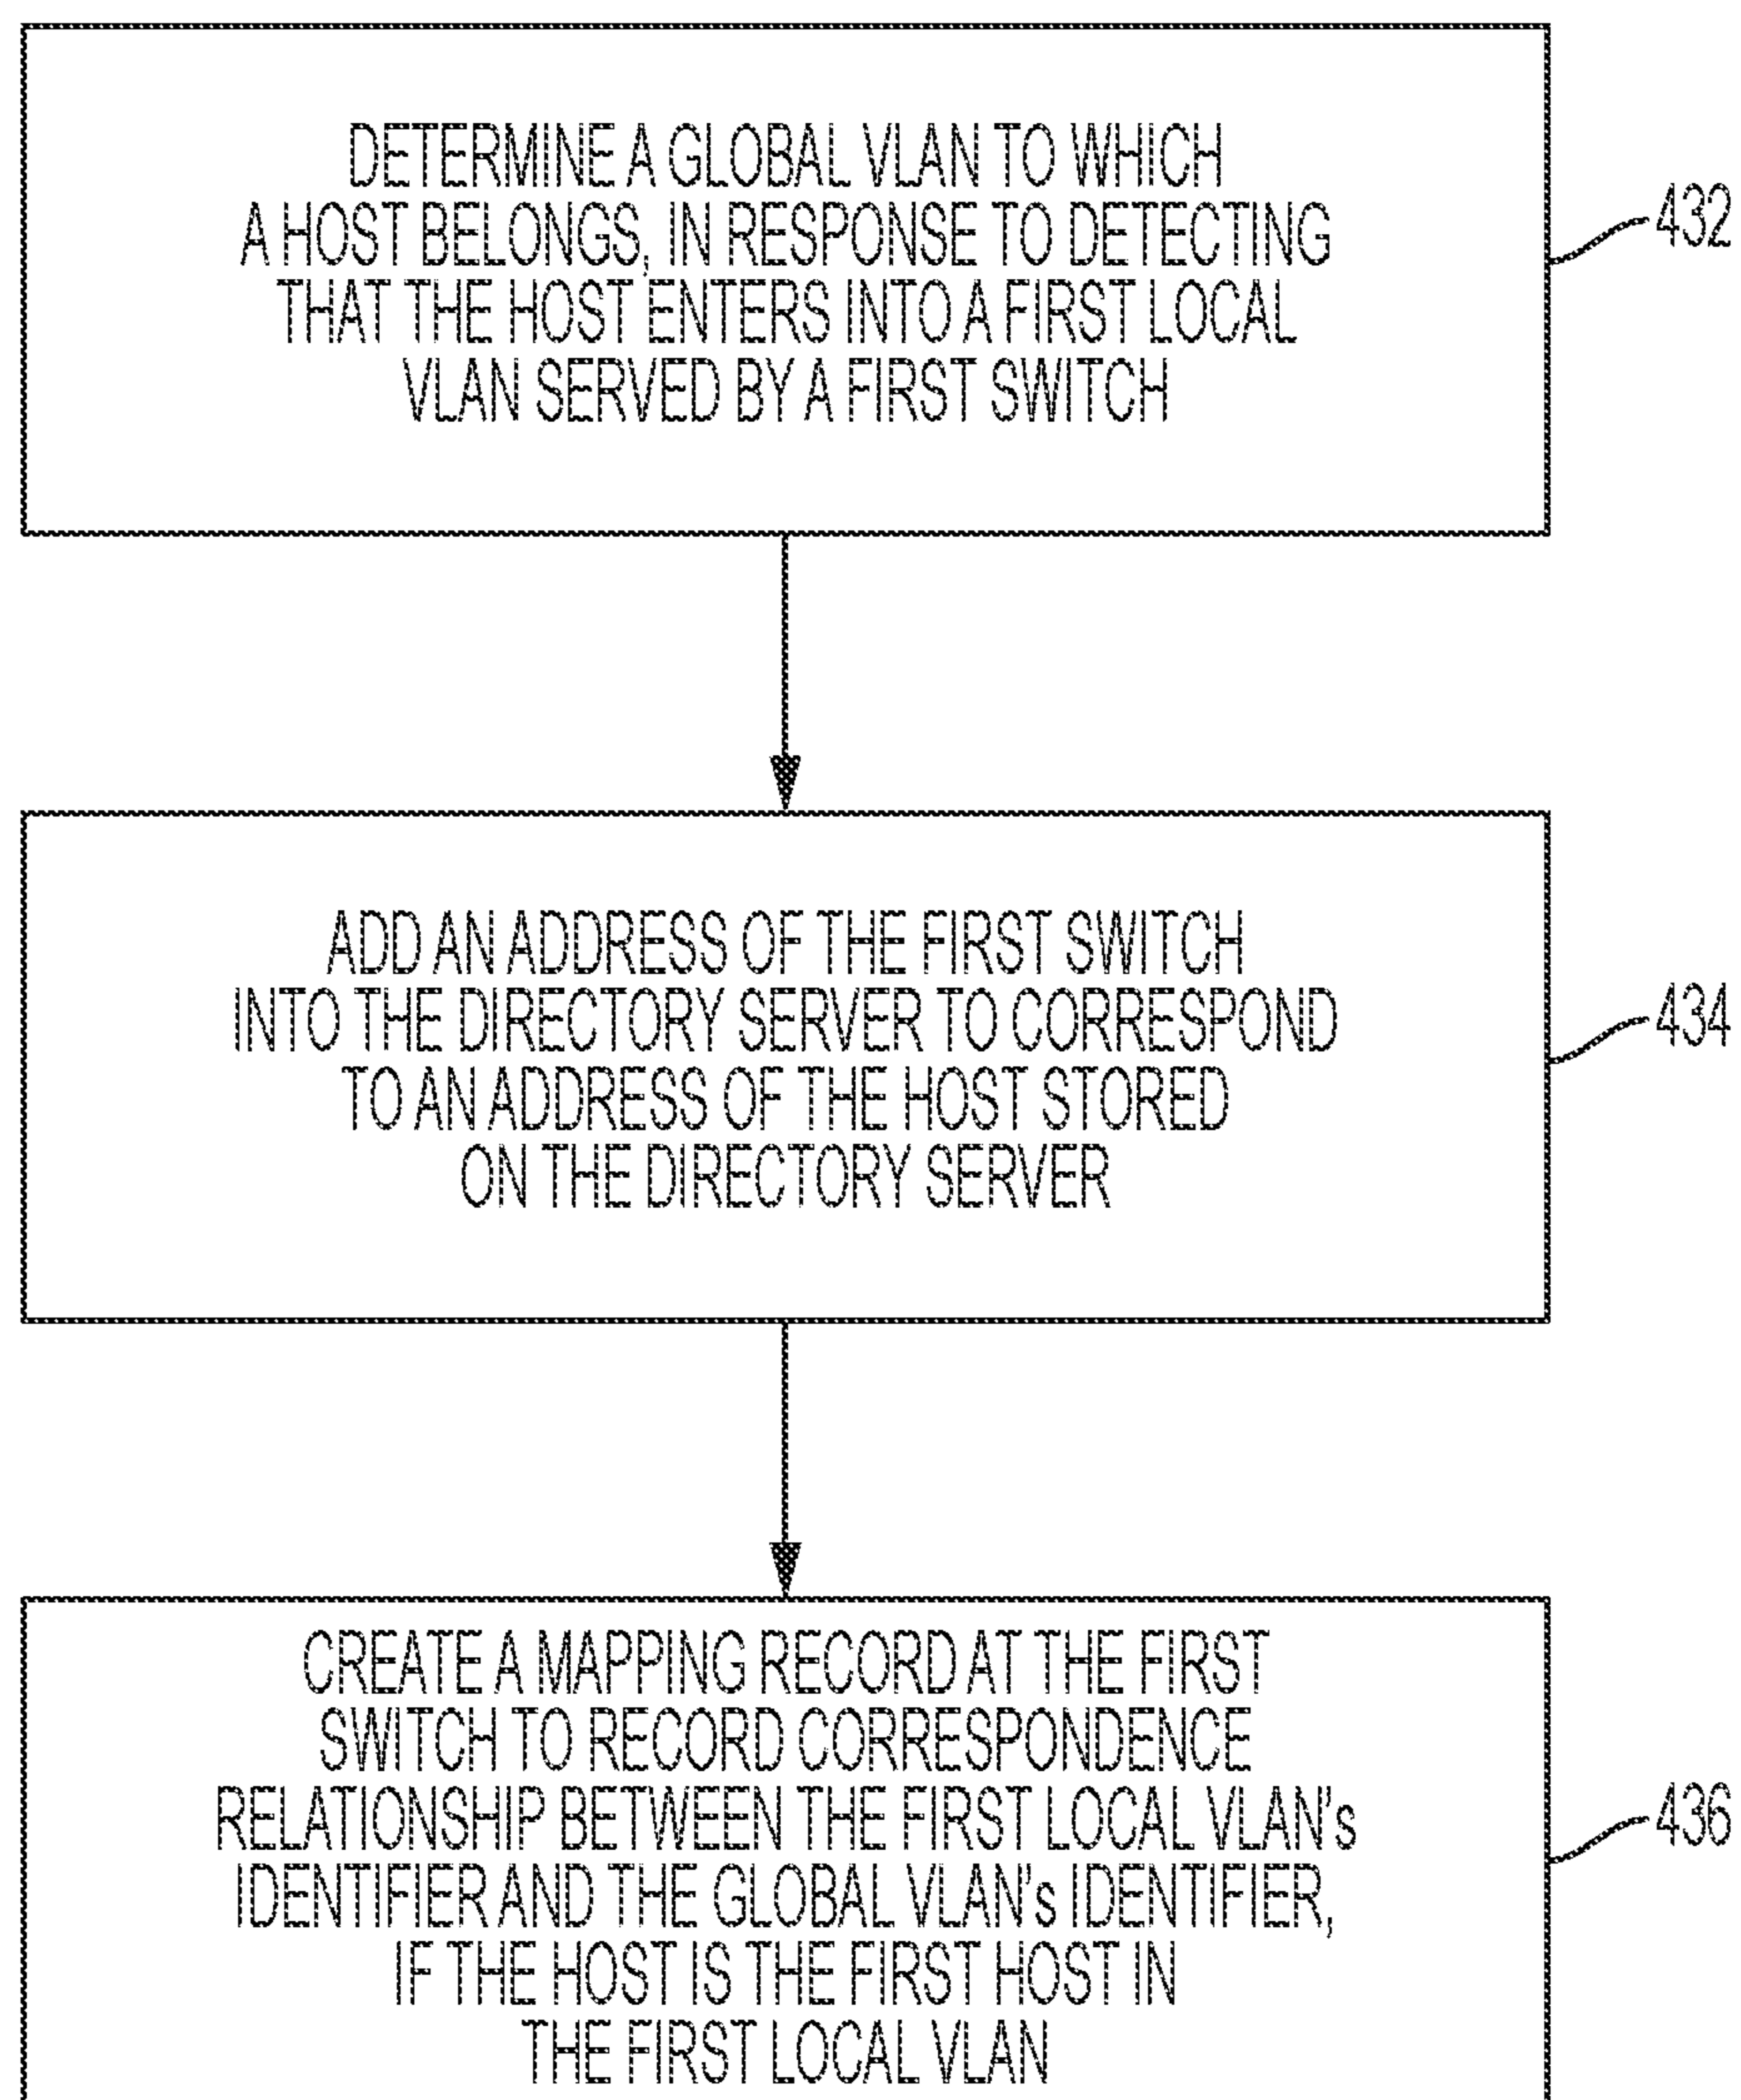 DETERMINE A GLOBAL VLAN TO WHICH
A HOST BELONGS, IN RESPONSE TO DETECTING
THAT THE HOST ENTERS INTO A FIRST LOCAL
VLAN SERVED BY A FIRST SWITCH
432
ADD AN ADDRESS OF THE FIRST SWITCH
INTO THE DIRECTORY SERVER TO CORRESPOND
TO AN ADDRESS OF THE HOST STORED
ON THE DIRECTORY SERVER
434
CREATE A MAPPING RECORD AT THE FIRST
SWITCH TO RECORD CORRESPONDENCE
RELATIONSHIP BETWEEN THE FIRST LOCAL VLAN's
IDENTIFIER AND THE GLOBAL VLAN's IDENTIFIER,
IF THE HOST IS THE FIRST HOST IN
THE FIRST LOCAL VLAN
436